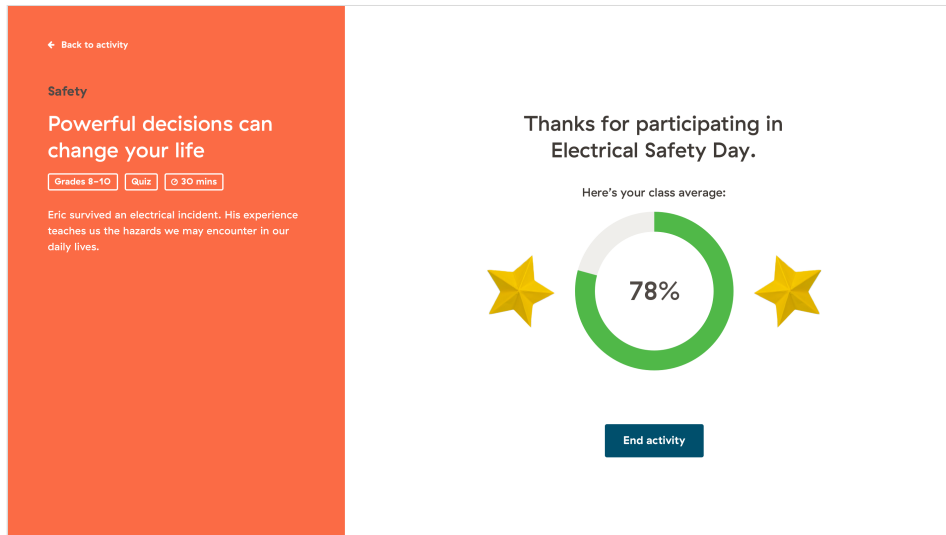 Back to activity
Safety
Powerful decisions can
change your life
Grades 8–10 Quiz 30 mins
Eric survived an electrical incident. His experience
teaches us the hazards we may encounter in our
daily lives.
Thanks for participating in
Electrical Safety Day.
Here's your class average:
78%
End activity